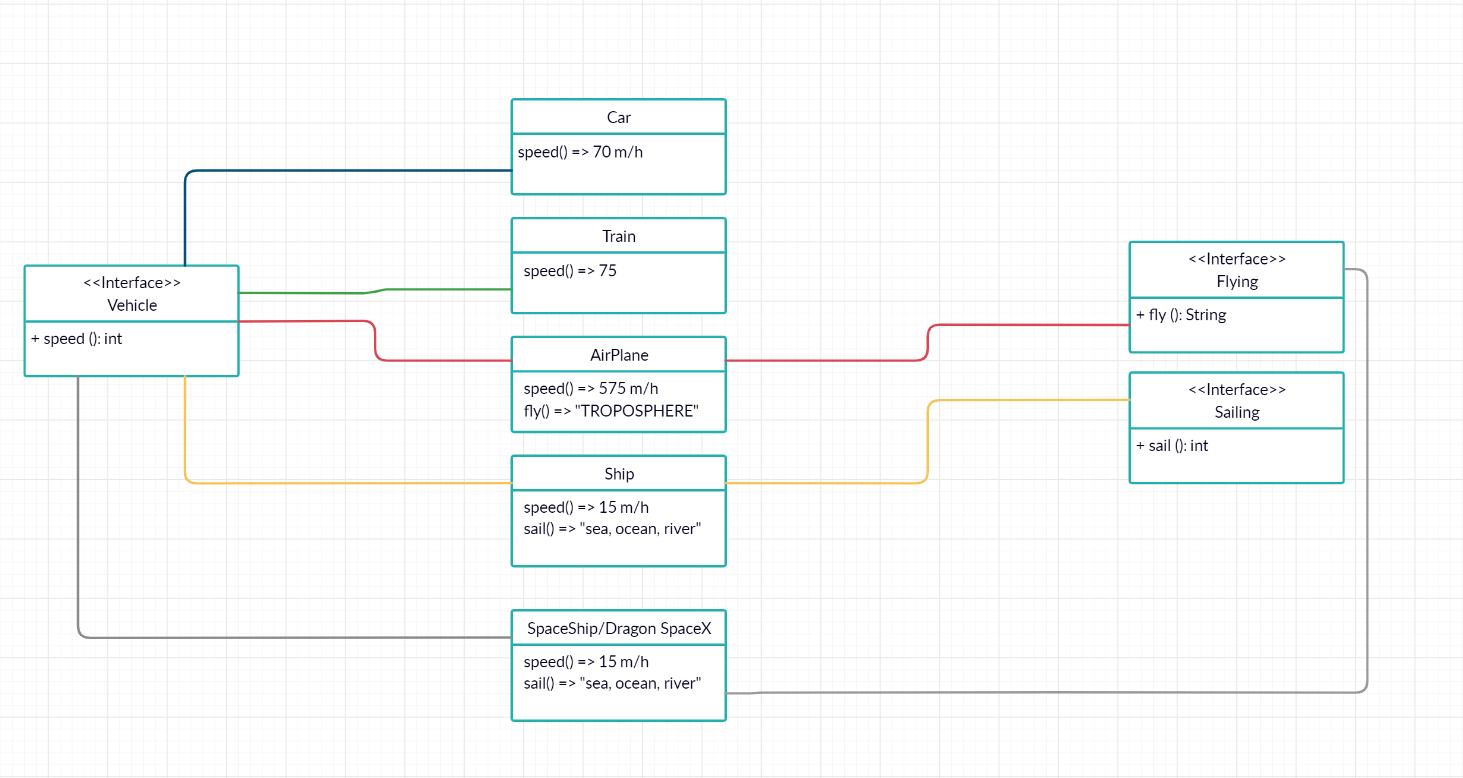 Car
speed() => 70 m/h
Train
speed() => 75
<<Interface>>
Vehicle
+ speed (): int
AirPlane
speed() => 575 m/h
fly() => "TROPOSPHERE"
Ship
speed() => 15 m/h
sail() => "sea, ocean, river"
SpaceShip/Dragon SpaceX
speed() => 15 m/h
sail() => "sea, ocean, river"
<<Interface>>
Flying
+ fly (): String
<<Interface>>
Sailing
+ sail (): int